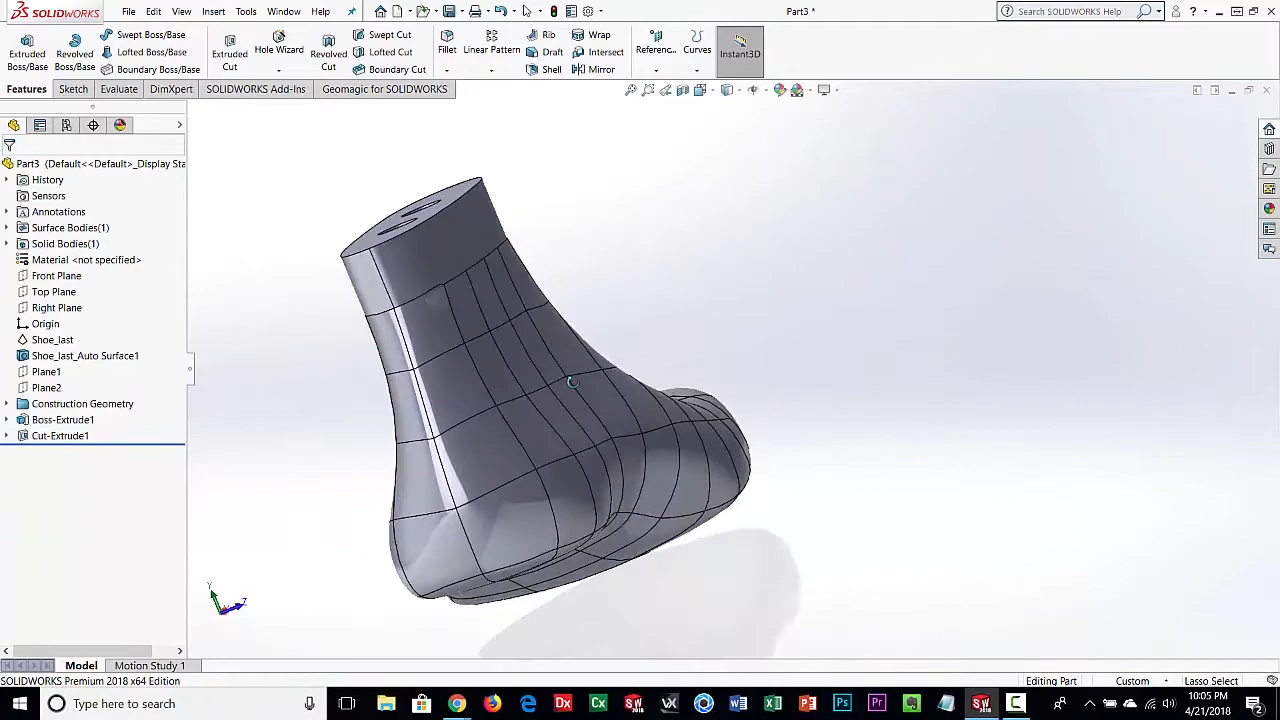 SOLIDWORKS File Edit View Insert Tools Window Help Part3 * Search SOLIDWORKS Help
Extruded Boss/Base Revolved Boss/Base Swept Boss/Base Lofted Boss/Base Boundary Boss/Base Extruded Cut Hole Wizard Revolved Cut Swept Cut Lofted Cut Boundary Cut Fillet Linear Pattern Rib Draft Shell Wrap Intersect Mirror Referenc... Curves Instant3D
Features Sketch Evaluate DimXpert SOLIDWORKS Add-Ins Geomagic for SOLIDWORKS
Part3 (Default<<Default>_Display Sta
History
Sensors
Annotations
Surface Bodies(1)
Solid Bodies(1)
Material <not specified>
Front Plane
Top Plane
Right Plane
Origin
Shoe_last
Shoe_last_Auto Surface1
Plane1
Plane2
Construction Geometry
Boss-Extrude1
Cut-Extrude1
Y
Z
Model Motion Study 1
SOLIDWORKS Premium 2018 x64 Edition Editing Part Custom Lasso Select
Type here to search 10:05 PM
4/21/2018